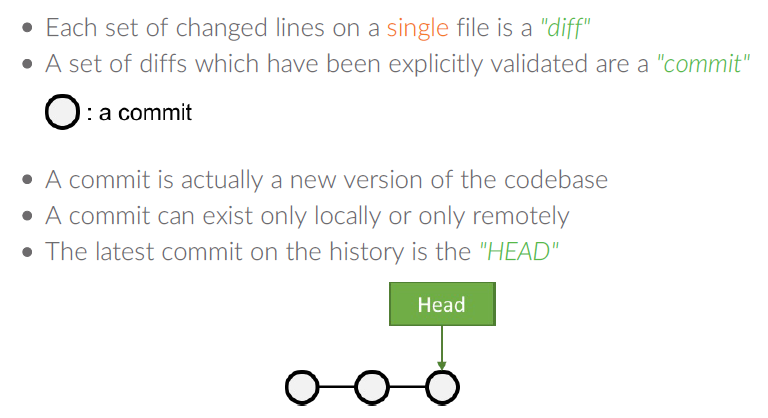 • Each set of changed lines on a single file is a "diff"
• A set of diffs which have been explicitly validated are a "commit"
: a commit
• A commit is actually a new version of the codebase
• A commit can exist only locally or only remotely
• The latest commit on the history is the "HEAD"
Head